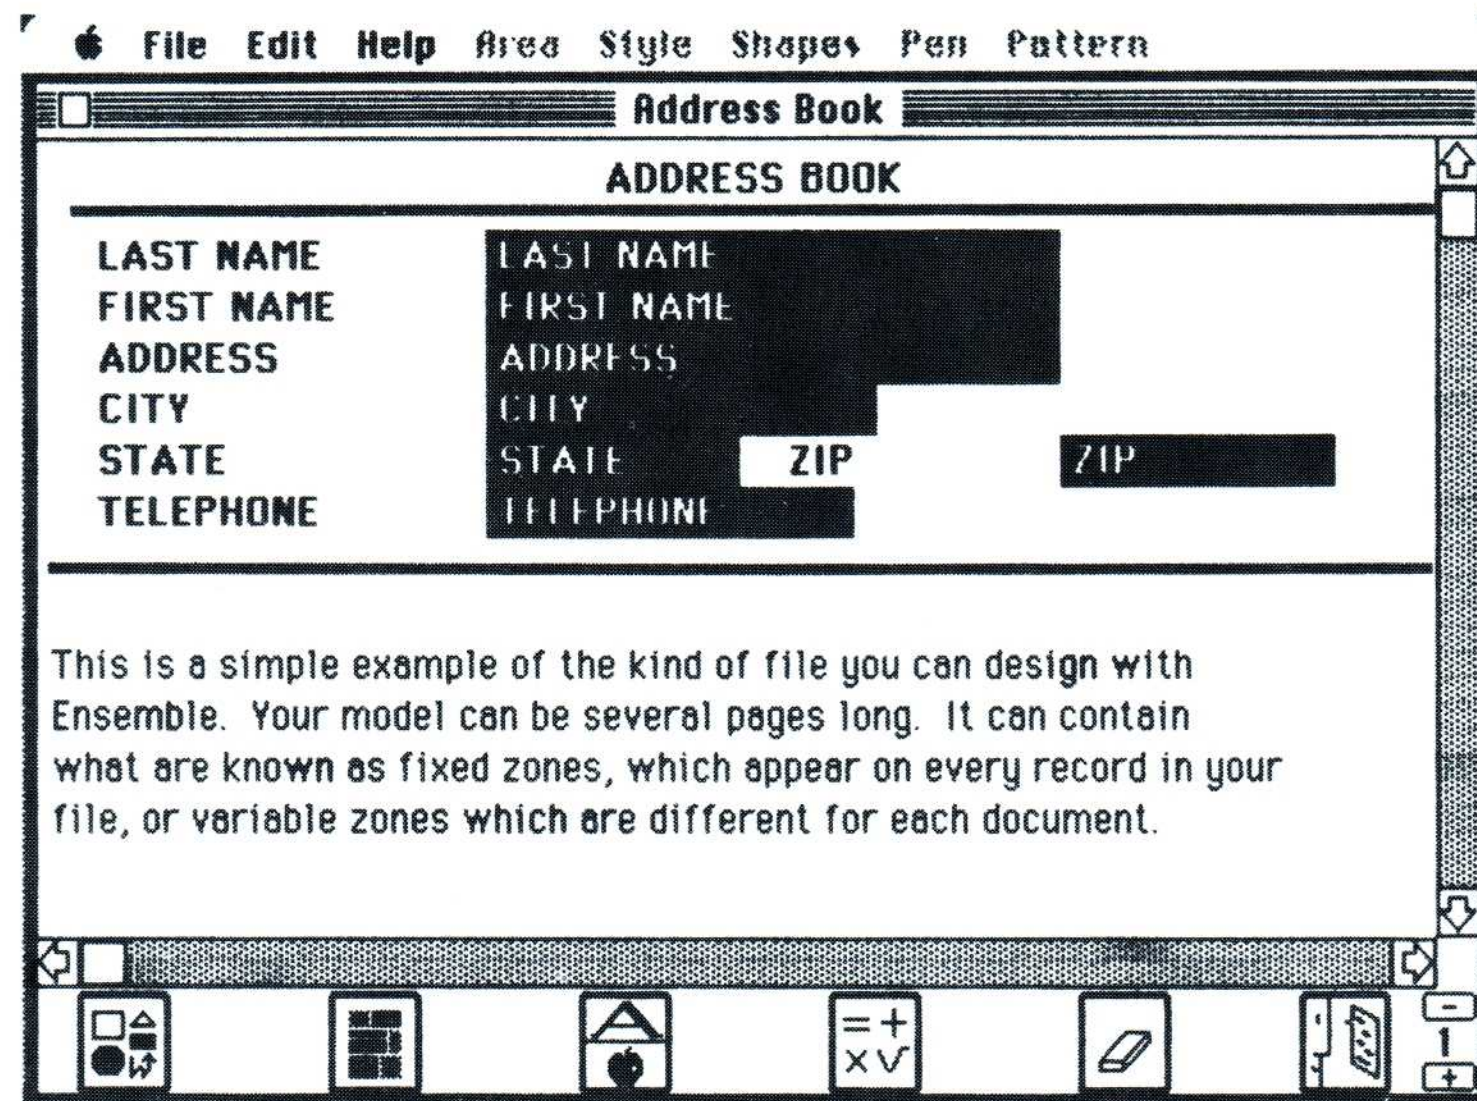 File Edit Help Area Style Shapes Pen Pattern
Address Book
ADDRESS BOOK
LAST NAME LAST NAME
FIRST NAME FIRST NAME
ADDRESS ADDRESS
CITY CITY
STATE STATE ZIP ZIP
TELEPHONE TELEPHONE
This is a simple example of the kind of file you can design with
Ensemble. Your model can be several pages long. It can contain
what are known as fixed zones, which appear on every record in your
file, or variable zones which are different for each document.
A
= +
× √
-
1
+